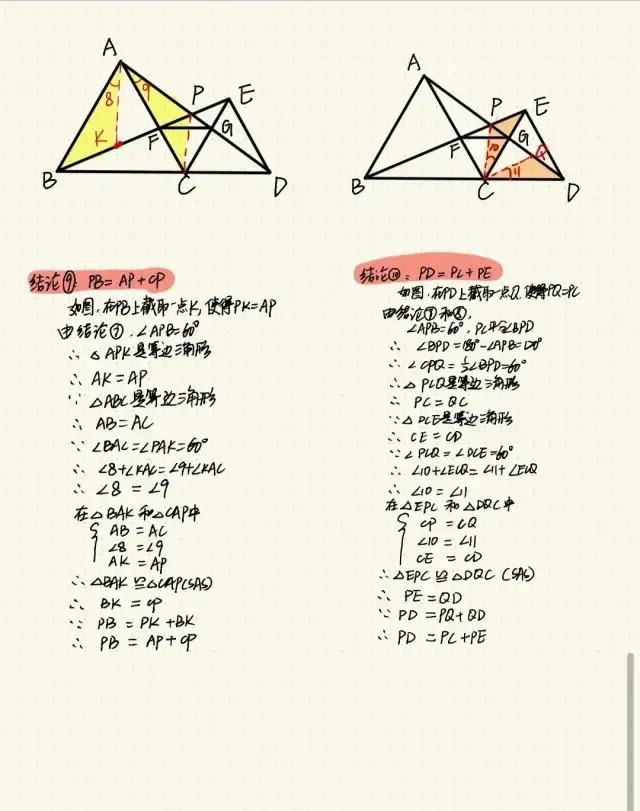 A
8
9
P
E
K
F
G
B
C
D
A
P
E
F
G
10
Q
11
B
C
D
结论⑨: PB=AP+CP
如图,在PB上截取一点K,使得PK=AP
由结论⑦,∠APB=60°
∴ △APK是等边三角形
∴ AK=AP
∵ △ABC是等边三角形
∴ AB=AC
∵ ∠BAC=∠PAK=60°
∴ ∠8+∠KAC=∠9+∠KAC
∴ ∠8=∠9
在△BAK和△CAP中
AB=AC
∠8=∠9
AK=AP
∴ △BAK≌△CAP(SAS)
∴ BK=CP
∵ PB=PK+BK
∴ PB=AP+CP
结论⑩: PD=PC+PE
如图,在PD上截取一点Q,使得PQ=PC
由结论⑦和⑧,
∠APB=60°,PC平分∠BPD
∴ ∠BPD=180°-∠APB=120°
∴ ∠CPQ=½∠BPD=60°
∴ △PCQ是等边三角形
∴ PC=QC
∵ △DCE是等边三角形
∴ CE=CD
∵ ∠PCQ=∠DCE=60°
∴ ∠10+∠ECQ=∠11+∠ECQ
∴ ∠10=∠11
在△EPC和△DQC中
CP=CQ
∠10=∠11
CE=CD
∴ △EPC≌△DQC(SAS)
∴ PE=QD
∵ PD=PQ+QD
∴ PD=PC+PE